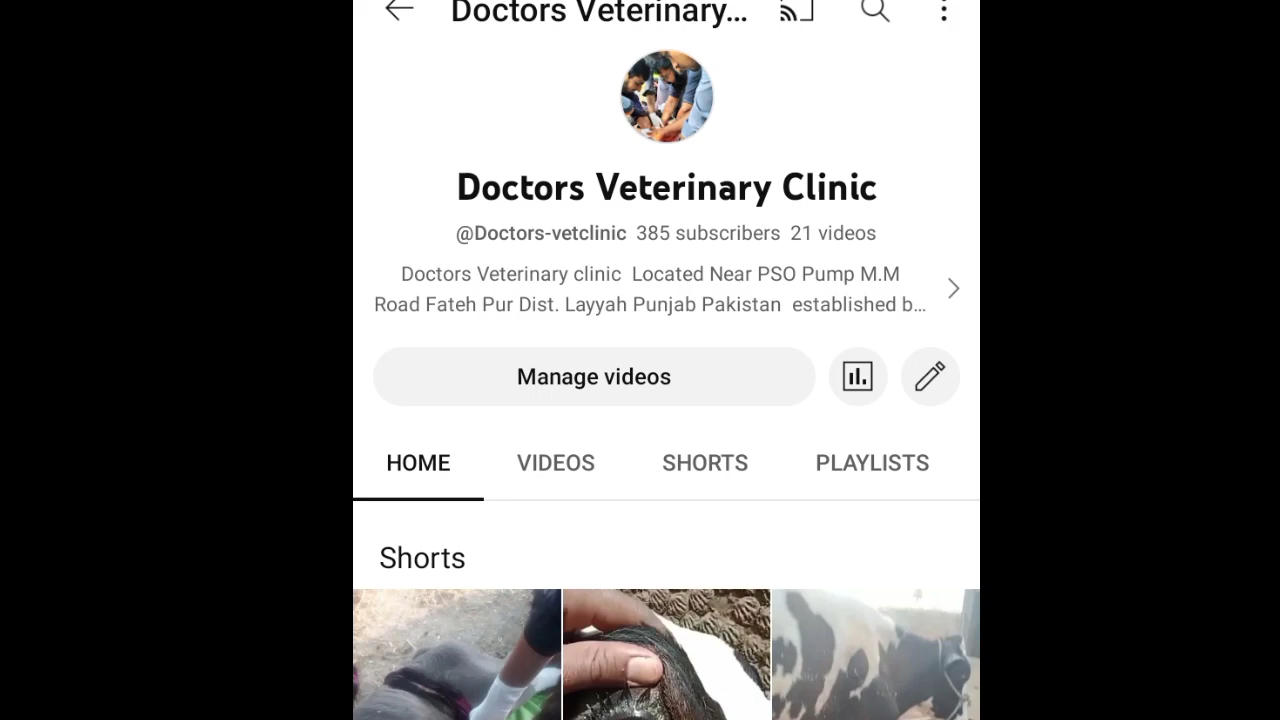 Doctors Veterinary...
Doctors Veterinary Clinic
@Doctors-vetclinic 385 subscribers 21 videos
Doctors Veterinary clinic Located Near PSO Pump M.M
Road Fateh Pur Dist. Layyah Punjab Pakistan established b...
Manage videos
HOME VIDEOS SHORTS PLAYLISTS
Shorts